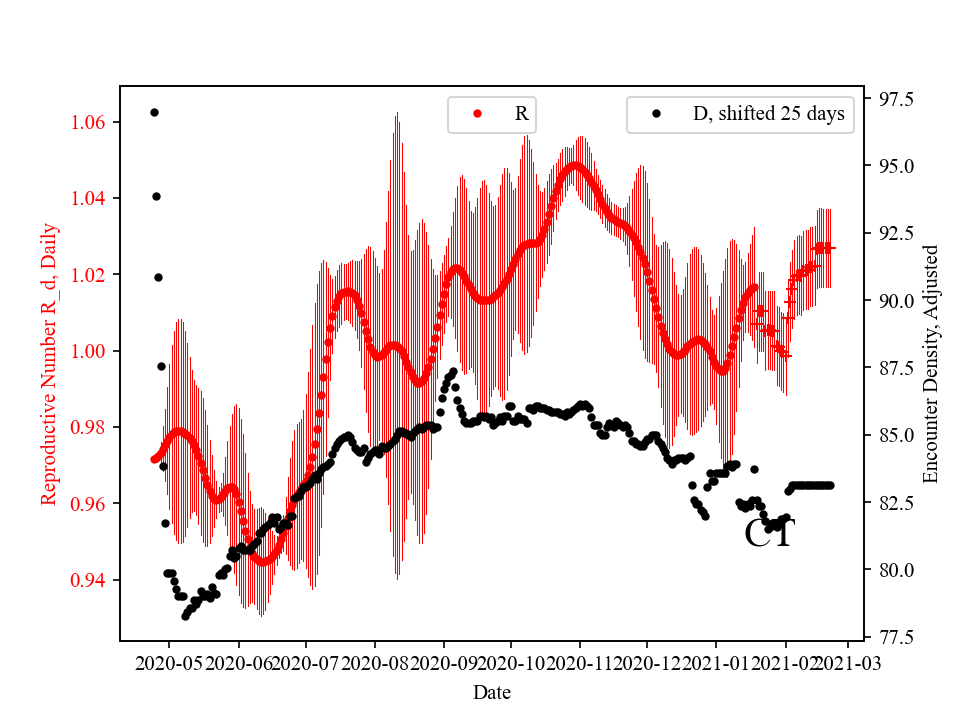 R
D, shifted 25 days
1.06
1.04
1.02
1.00
0.98
0.96
0.94
Reproductive Number R_d, Daily
97.5
95.0
92.5
90.0
87.5
85.0
82.5
80.0
77.5
Encounter Density, Adjusted
CT
2020-05 2020-06 2020-07 2020-08 2020-09 2020-10 2020-11 2020-12 2021-01 2021-02 2021-03
Date